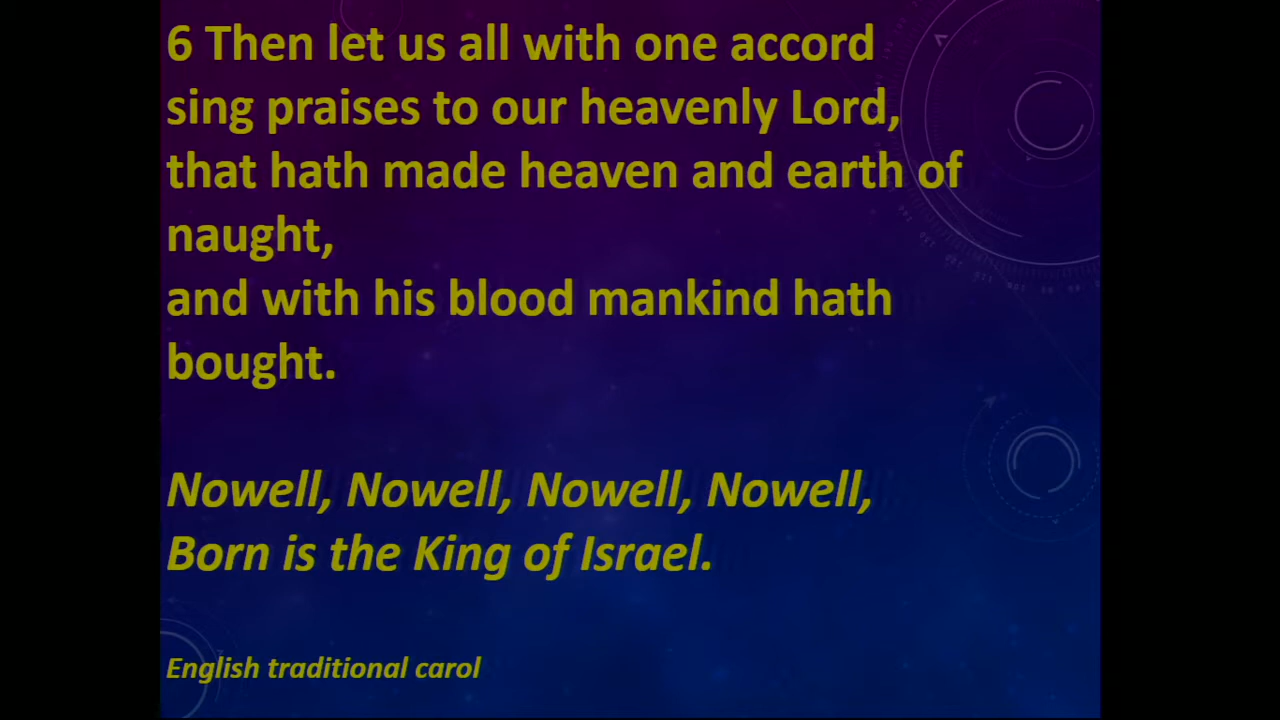 6 Then let us all with one accord
sing praises to our heavenly Lord,
that hath made heaven and earth of
naught,
and with his blood mankind hath
bought.
Nowell, Nowell, Nowell, Nowell,
Born is the King of Israel.
English traditional carol